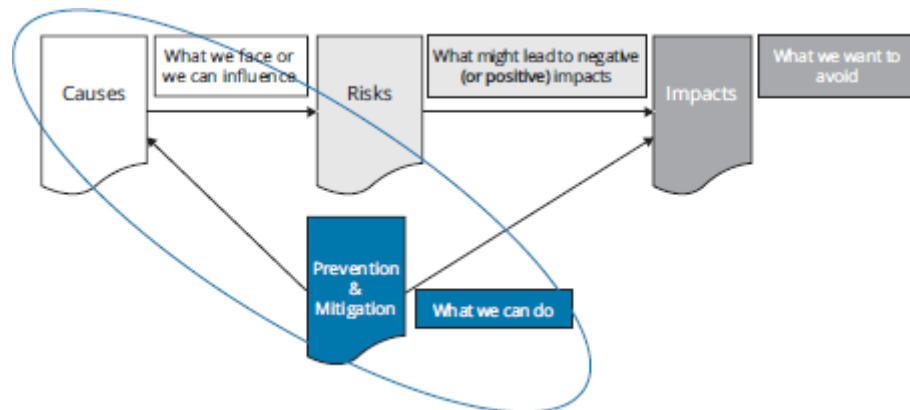 Causes
What we face or
we can influence
Risks
What might lead to negative
(or positive) impacts
Impacts
What we want to
avoid
Prevention
&
Mitigation
What we can do